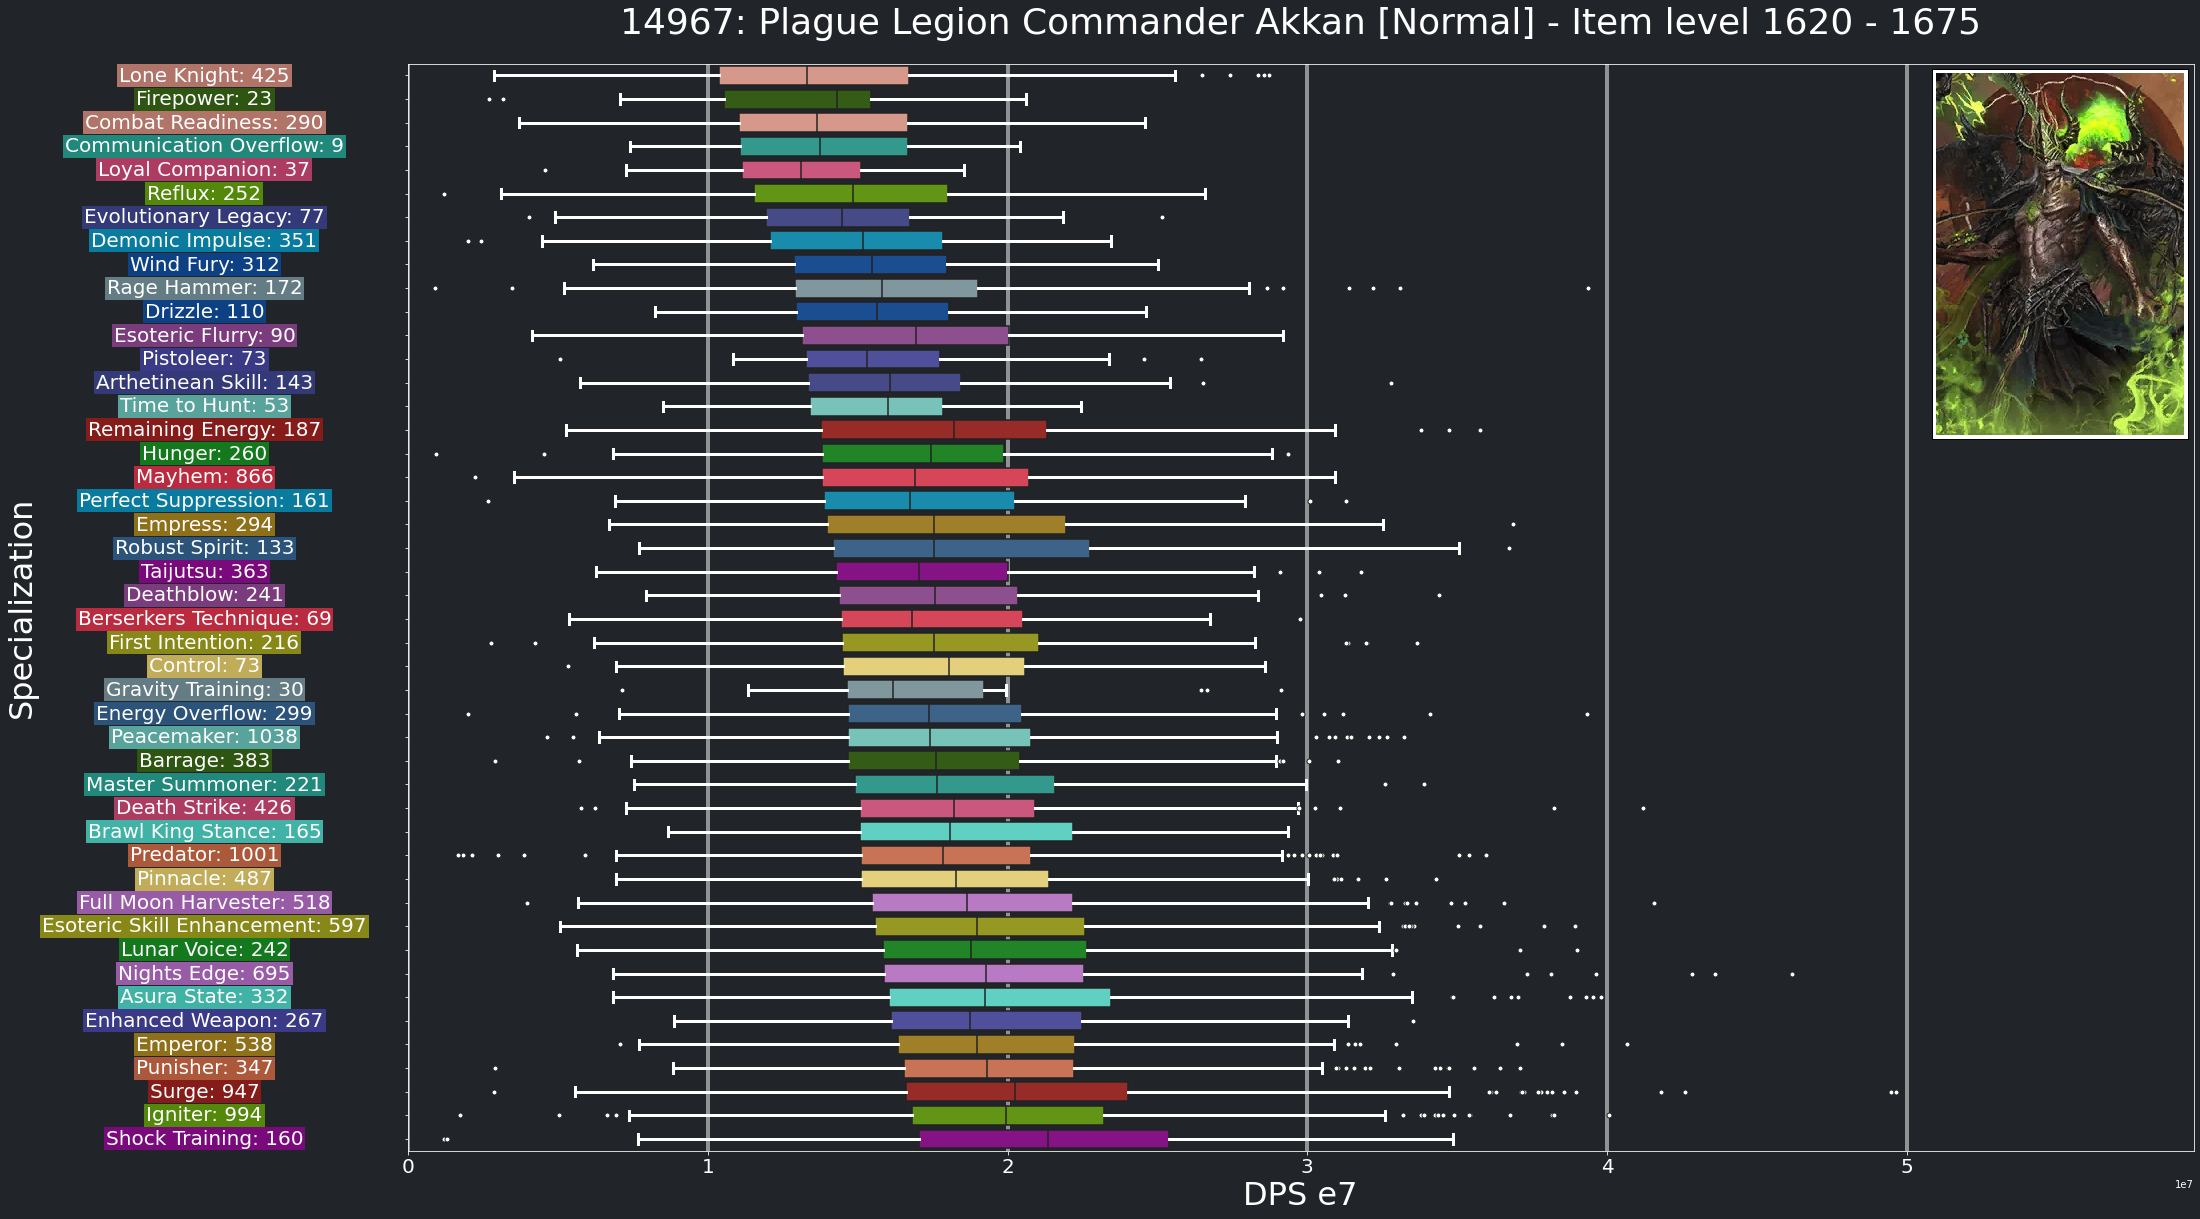 14967: Plague Legion Commander Akkan [Normal] - Item level 1620 - 1675
Specialization
Lone Knight: 425
Firepower: 23
Combat Readiness: 290
Communication Overflow: 9
Loyal Companion: 37
Reflux: 252
Evolutionary Legacy: 77
Demonic Impulse: 351
Wind Fury: 312
Rage Hammer: 172
Drizzle: 110
Esoteric Flurry: 90
Pistoleer: 73
Arthetinean Skill: 143
Time to Hunt: 53
Remaining Energy: 187
Hunger: 260
Mayhem: 866
Perfect Suppression: 161
Empress: 294
Robust Spirit: 133
Taijutsu: 363
Deathblow: 241
Berserkers Technique: 69
First Intention: 216
Control: 73
Gravity Training: 30
Energy Overflow: 299
Peacemaker: 1038
Barrage: 383
Master Summoner: 221
Death Strike: 426
Brawl King Stance: 165
Predator: 1001
Pinnacle: 487
Full Moon Harvester: 518
Esoteric Skill Enhancement: 597
Lunar Voice: 242
Nights Edge: 695
Asura State: 332
Enhanced Weapon: 267
Emperor: 538
Punisher: 347
Surge: 947
Igniter: 994
Shock Training: 160
0 1 2 3 4 5
1e7
DPS e7